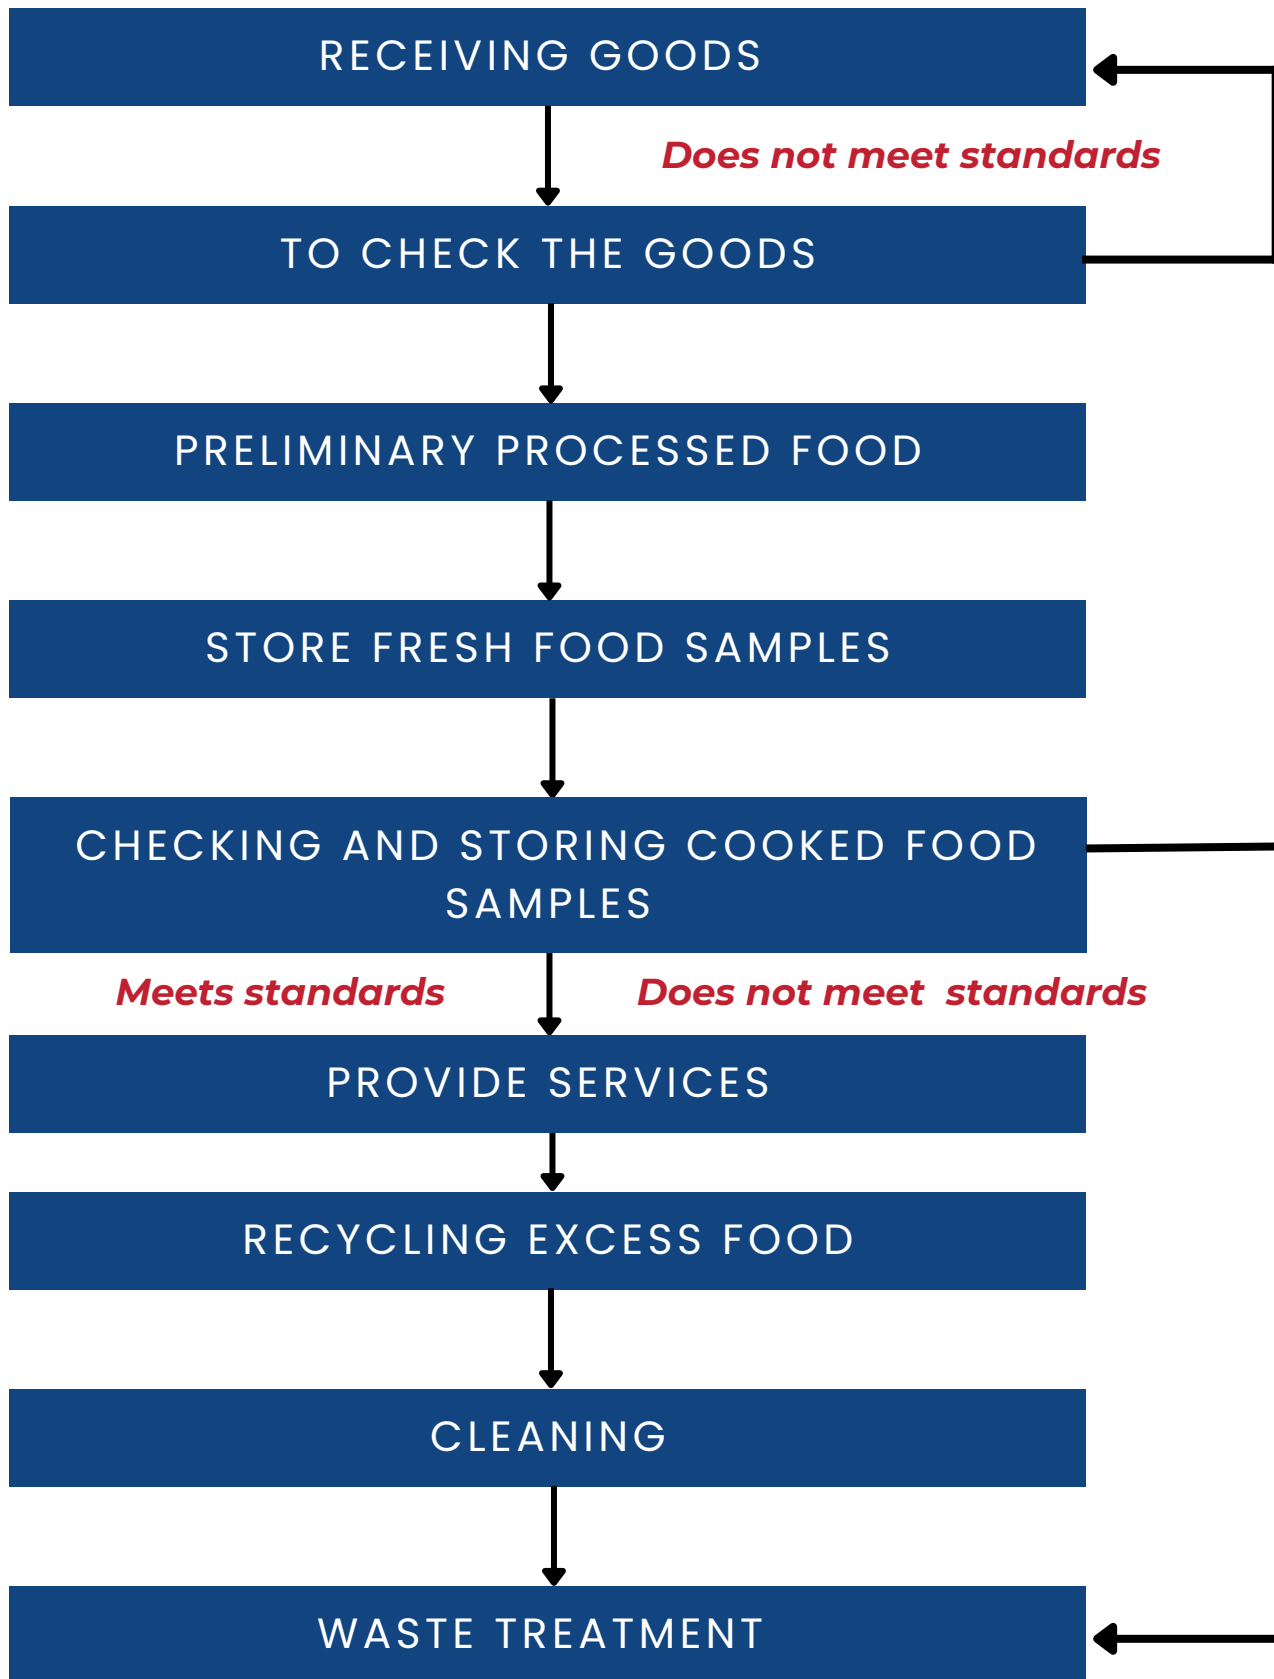 RECEIVING GOODS
Does not meet standards
TO CHECK THE GOODS
PRELIMINARY PROCESSED FOOD
STORE FRESH FOOD SAMPLES
CHECKING AND STORING COOKED FOOD
SAMPLES
Meets standards
Does not meet standards
PROVIDE SERVICES
RECYCLING EXCESS FOOD
CLEANING
WASTE TREATMENT